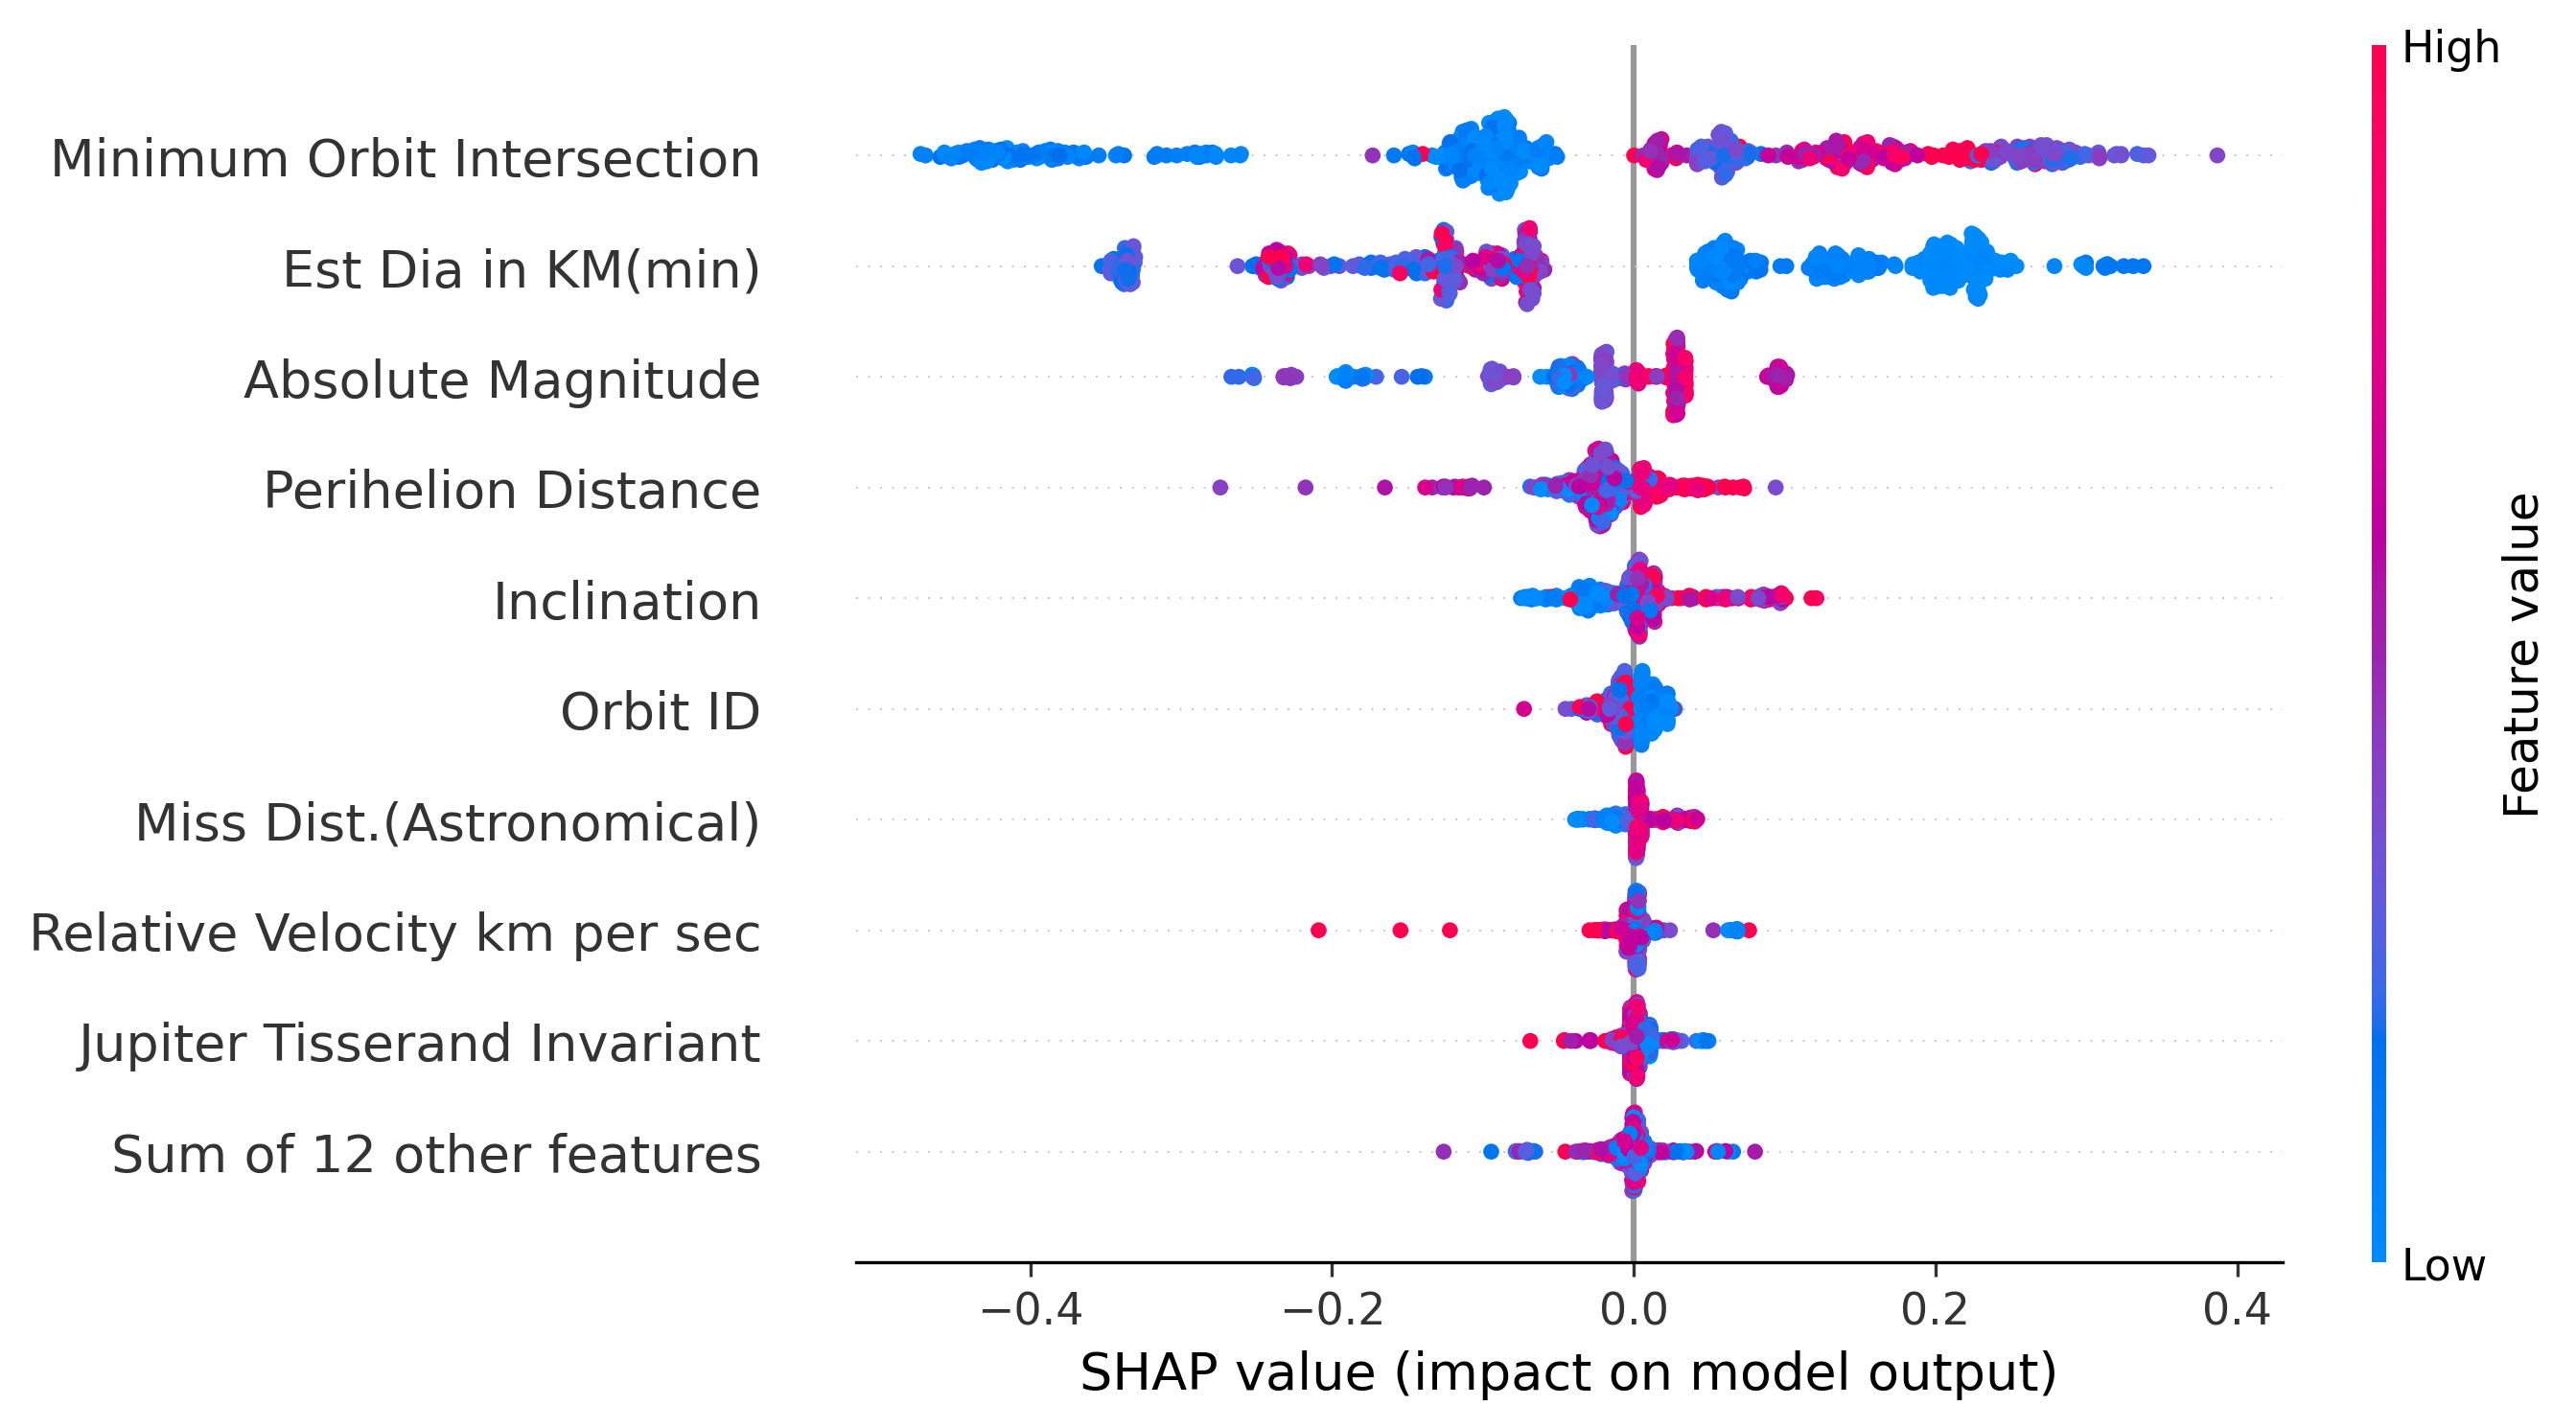 High
Minimum Orbit Intersection
Est Dia in KM(min)
Absolute Magnitude
Perihelion Distance
Inclination
Orbit ID
Miss Dist.(Astronomical)
Relative Velocity km per sec
Jupiter Tisserand Invariant
Sum of 12 other features
Feature value
Low
−0.4 −0.2 0.0 0.2 0.4
SHAP value (impact on model output)